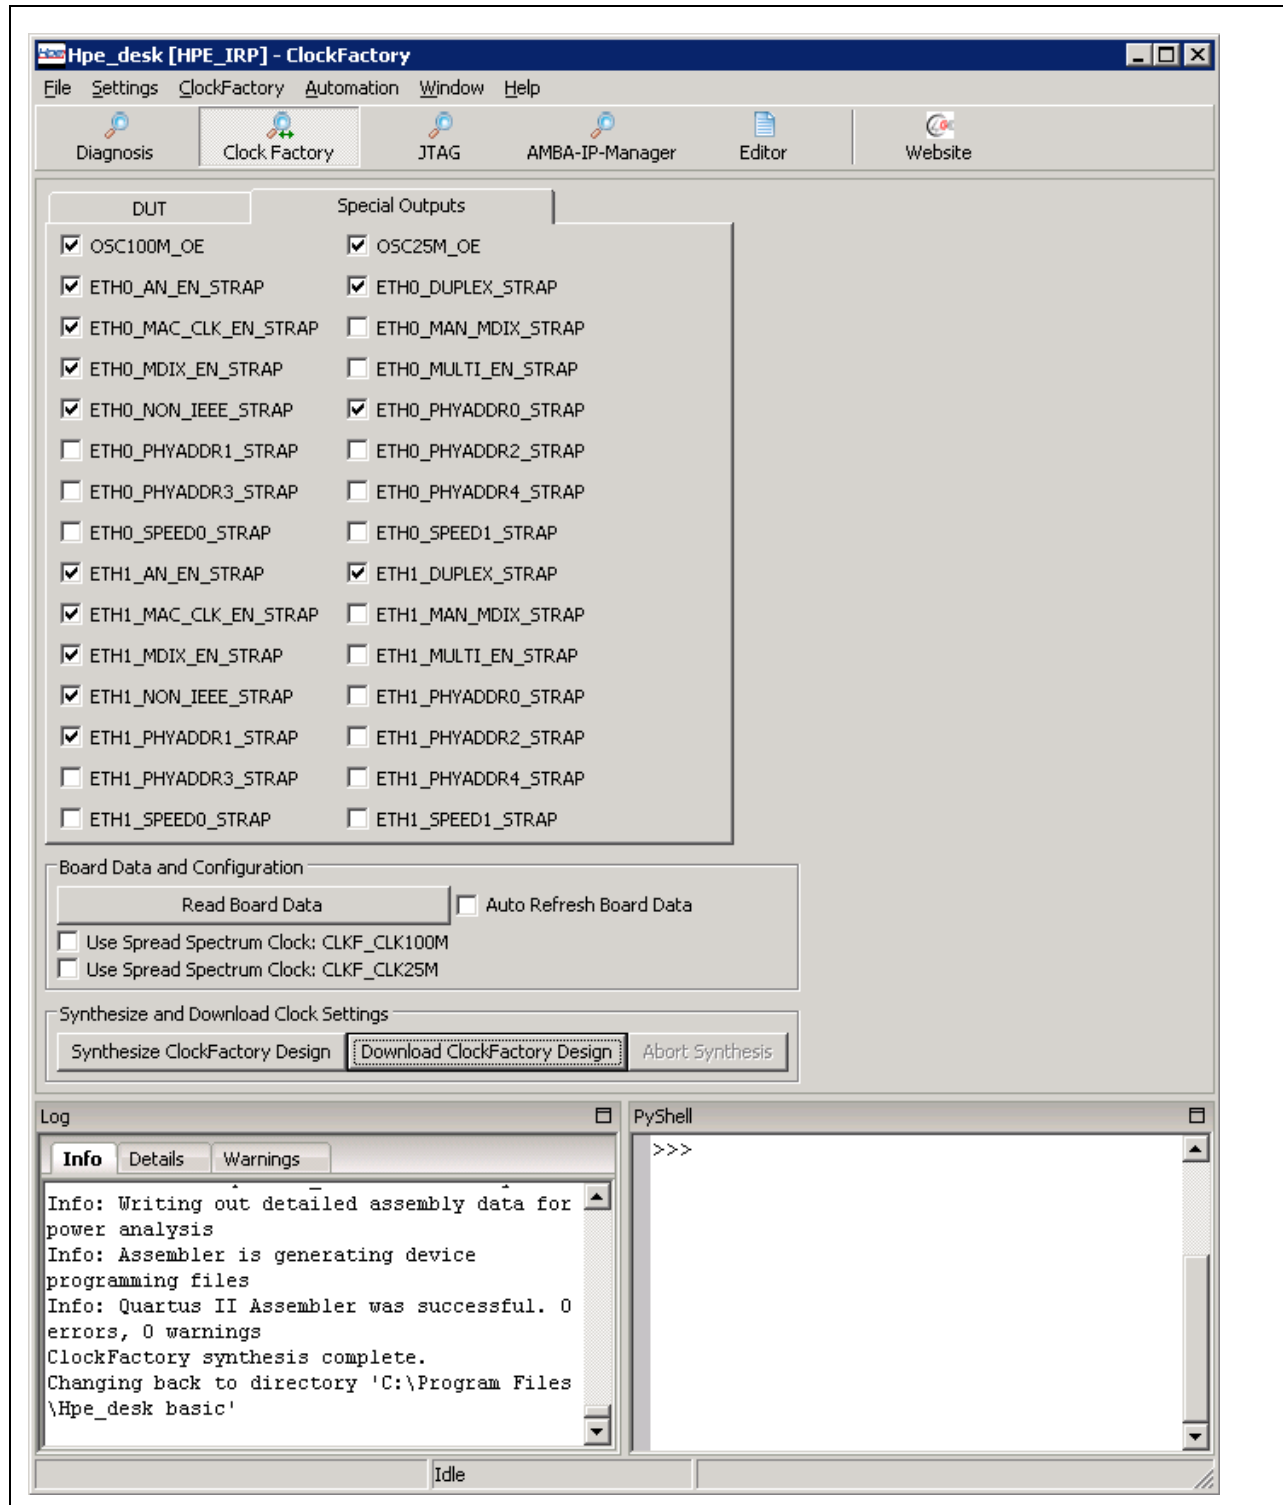 Hpe_desk [HPE_IRP] - ClockFactory
File Settings ClockFactory Automation Window Help
Diagnosis Clock Factory JTAG AMBA-IP-Manager Editor Website
DUT Special Outputs
OSC100M_OE OSC25M_OE
ETH0_AN_EN_STRAP ETH0_DUPLEX_STRAP
ETH0_MAC_CLK_EN_STRAP ETH0_MAN_MDIX_STRAP
ETH0_MDIX_EN_STRAP ETH0_MULTI_EN_STRAP
ETH0_NON_IEEE_STRAP ETH0_PHYADDR0_STRAP
ETH0_PHYADDR1_STRAP ETH0_PHYADDR2_STRAP
ETH0_PHYADDR3_STRAP ETH0_PHYADDR4_STRAP
ETH0_SPEED0_STRAP ETH0_SPEED1_STRAP
ETH1_AN_EN_STRAP ETH1_DUPLEX_STRAP
ETH1_MAC_CLK_EN_STRAP ETH1_MAN_MDIX_STRAP
ETH1_MDIX_EN_STRAP ETH1_MULTI_EN_STRAP
ETH1_NON_IEEE_STRAP ETH1_PHYADDR0_STRAP
ETH1_PHYADDR1_STRAP ETH1_PHYADDR2_STRAP
ETH1_PHYADDR3_STRAP ETH1_PHYADDR4_STRAP
ETH1_SPEED0_STRAP ETH1_SPEED1_STRAP
Board Data and Configuration
Read Board Data Auto Refresh Board Data
Use Spread Spectrum Clock: CLKF_CLK100M
Use Spread Spectrum Clock: CLKF_CLK25M
Synthesize and Download Clock Settings
Synthesize ClockFactory Design Download ClockFactory Design Abort Synthesis
Log
Info Details Warnings
Info: Writing out detailed assembly data for
power analysis
Info: Assembler is generating device
programming files
Info: Quartus II Assembler was successful. 0
errors, 0 warnings
ClockFactory synthesis complete.
Changing back to directory 'C:\Program Files
\Hpe_desk basic'
PyShell
>>>
Idle